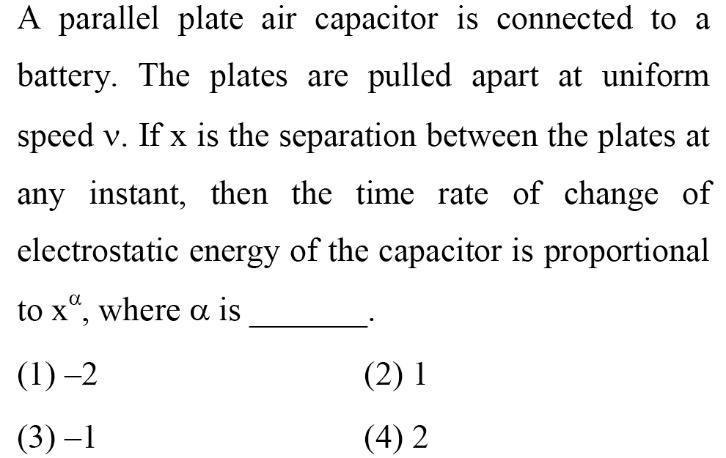 A parallel plate air capacitor is connected to a
battery. The plates are pulled apart at uniform
speed v. If x is the separation between the plates at
any instant, then the time rate of change of
electrostatic energy of the capacitor is proportional
to x^α, where α is ________.
(1) –2 (2) 1
(3) –1 (4) 2